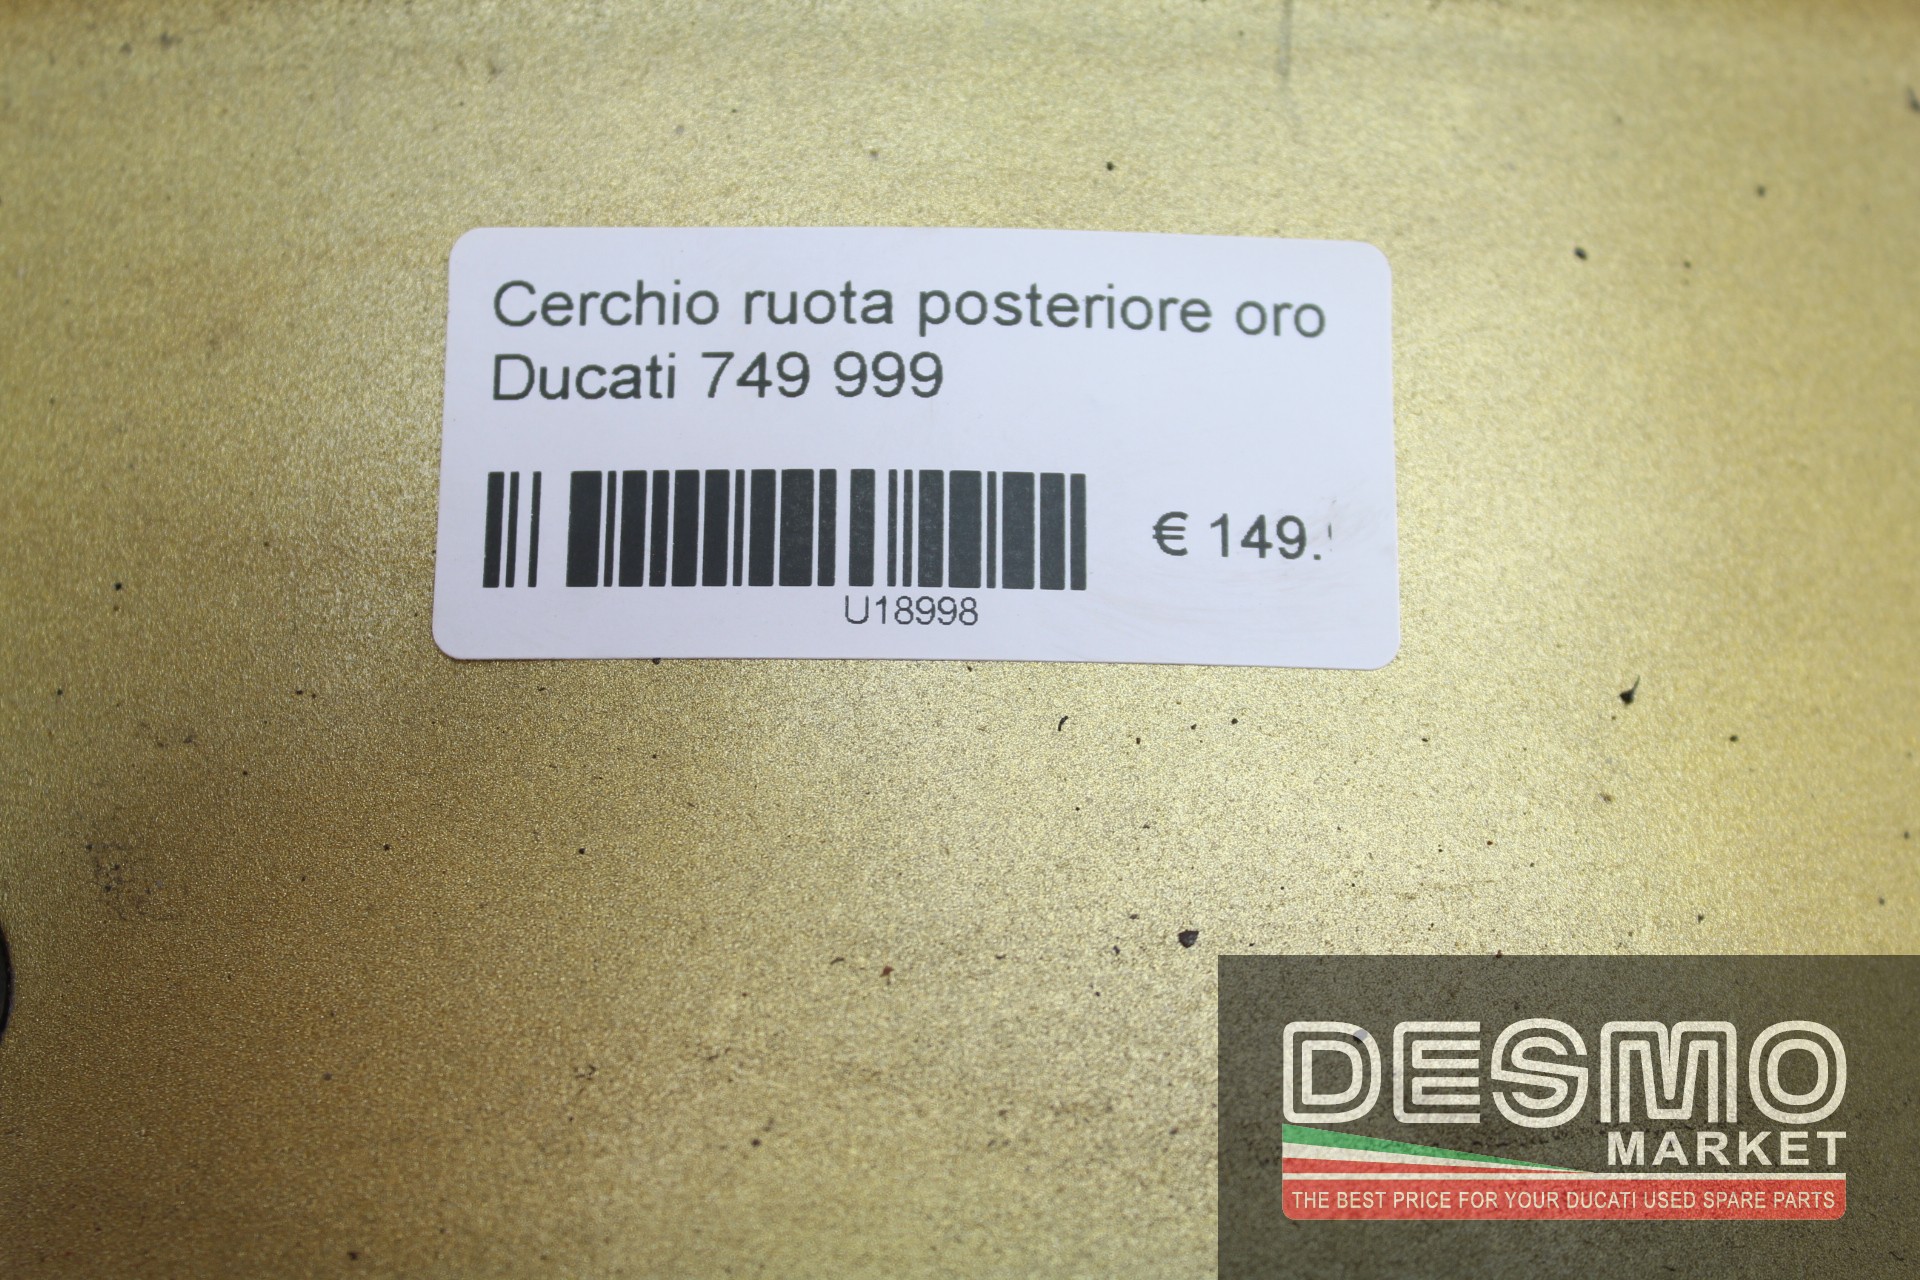 Cerchio ruota posteriore oro
Ducati 749 999
€ 149.
U18998
DESMO
MARKET
THE BEST PRICE FOR YOUR DUCATI USED SPARE PARTS